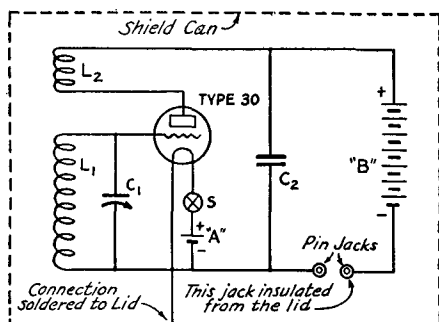 Shield Can
L2
TYPE 30
+
L1
C1
S
C2
"B"
+
"A"
-
-
Pin Jacks
Connection
soldered to Lid
This jack insulated
from the lid